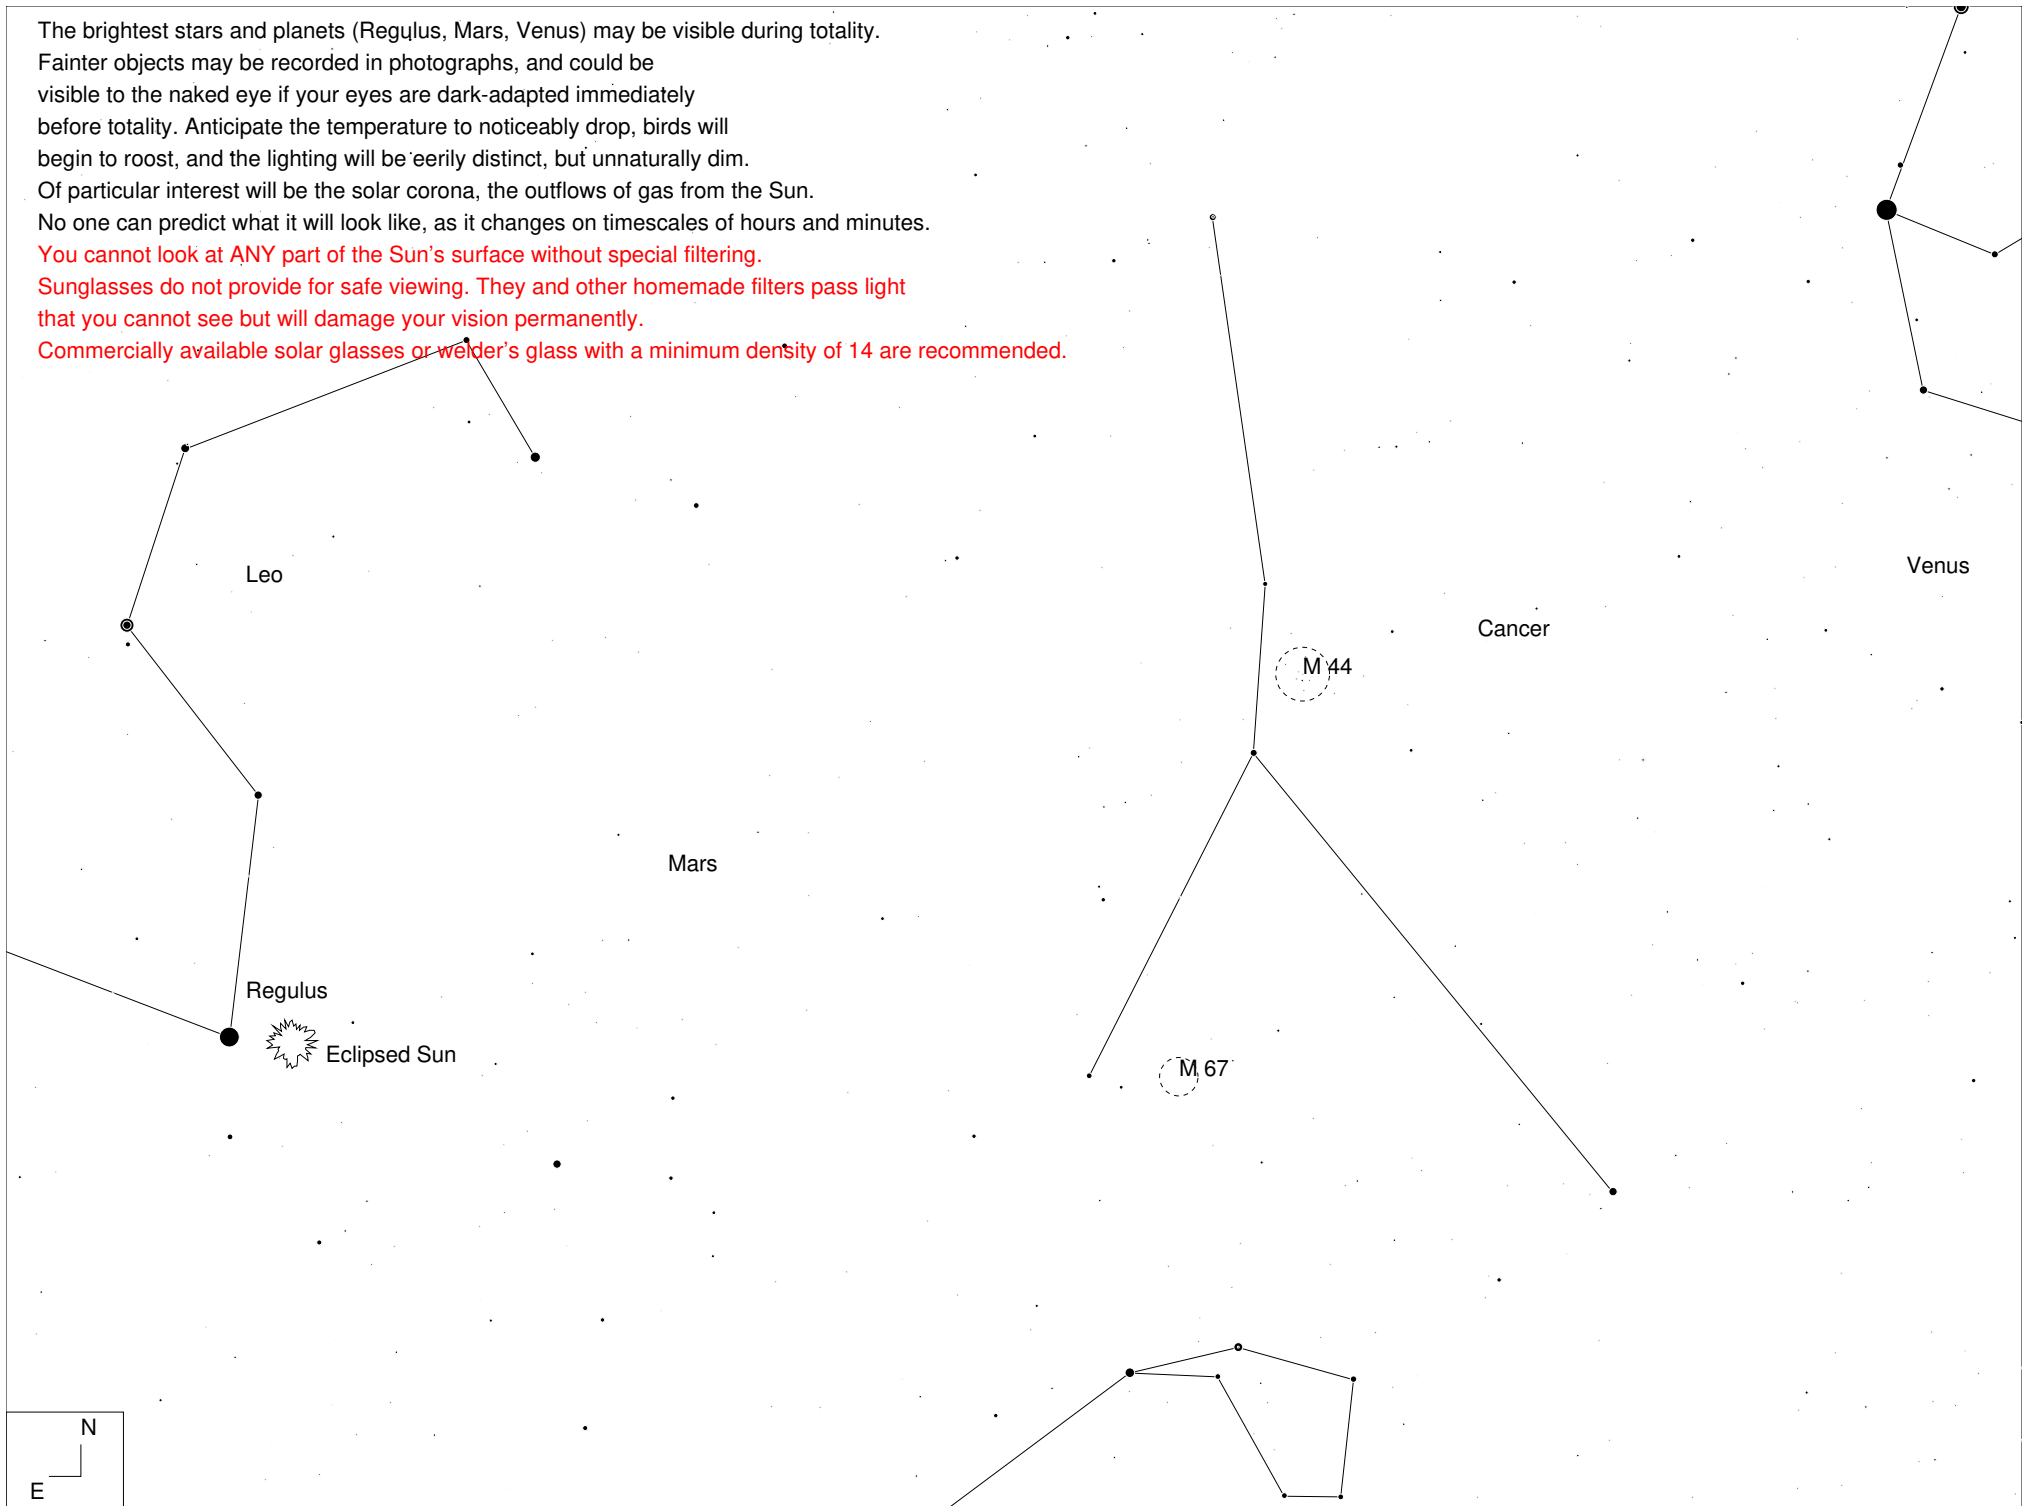 The brightest stars and planets (Regulus, Mars, Venus) may be visible during totality.
Fainter objects may be recorded in photographs, and could be
visible to the naked eye if your eyes are dark-adapted immediately
before totality. Anticipate the temperature to noticeably drop, birds will
begin to roost, and the lighting will be eerily distinct, but unnaturally dim.
Of particular interest will be the solar corona, the outflows of gas from the Sun.
No one can predict what it will look like, as it changes on timescales of hours and minutes.
You cannot look at ANY part of the Sun's surface without special filtering.
Sunglasses do not provide for safe viewing. They and other homemade filters pass light
that you cannot see but will damage your vision permanently.
Commercially available solar glasses or welder's glass with a minimum density of 14 are recommended.
Leo
Venus
Cancer
M 44
Mars
Regulus
Eclipsed Sun
M 67
N
E